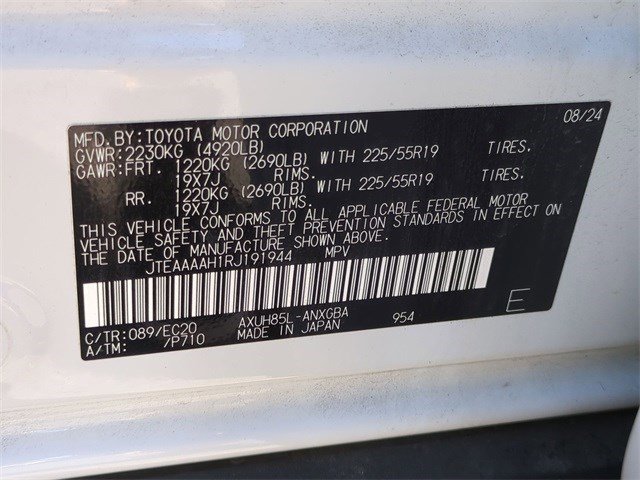 MFD. BY: TOYOTA MOTOR CORPORATION 08/24
GVWR: 2230KG (4920LB)
GAWR: FRT. 1220KG (2690LB) WITH 225/55R19 TIRES.
19X7J RIMS.
RR. 1220KG (2690LB) WITH 225/55R19 TIRES.
19X7J RIMS.
THIS VEHICLE CONFORMS TO ALL APPLICABLE FEDERAL MOTOR
VEHICLE SAFETY AND THEFT PREVENTION STANDARDS IN EFFECT ON
THE DATE OF MANUFACTURE SHOWN ABOVE.
JTEAAAAH1RJ191944 MPV
E
C/TR: 089/EC20 AXUH85L-ANXGBA 954
A/TM: /P710 MADE IN JAPAN